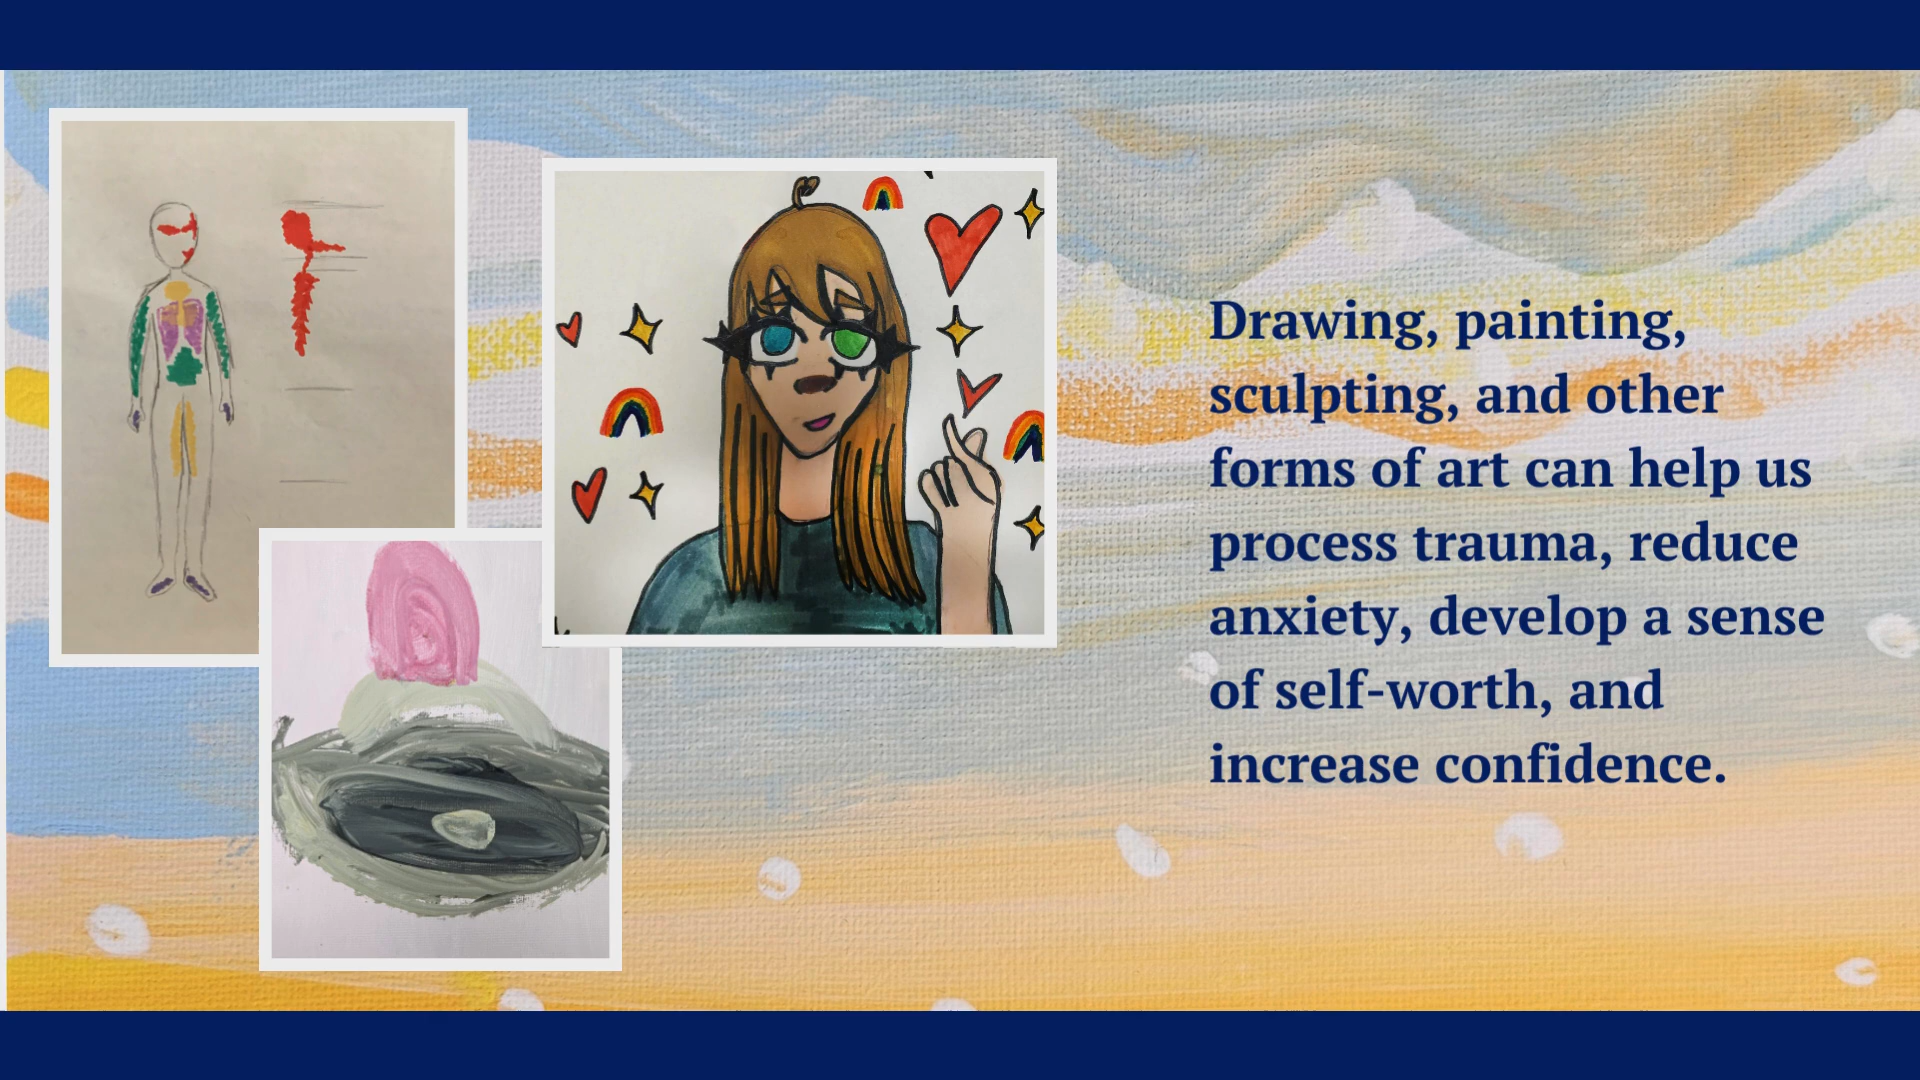 Drawing, painting,
sculpting, and other
forms of art can help us
process trauma, reduce
anxiety, develop a sense
of self-worth, and
increase confidence.